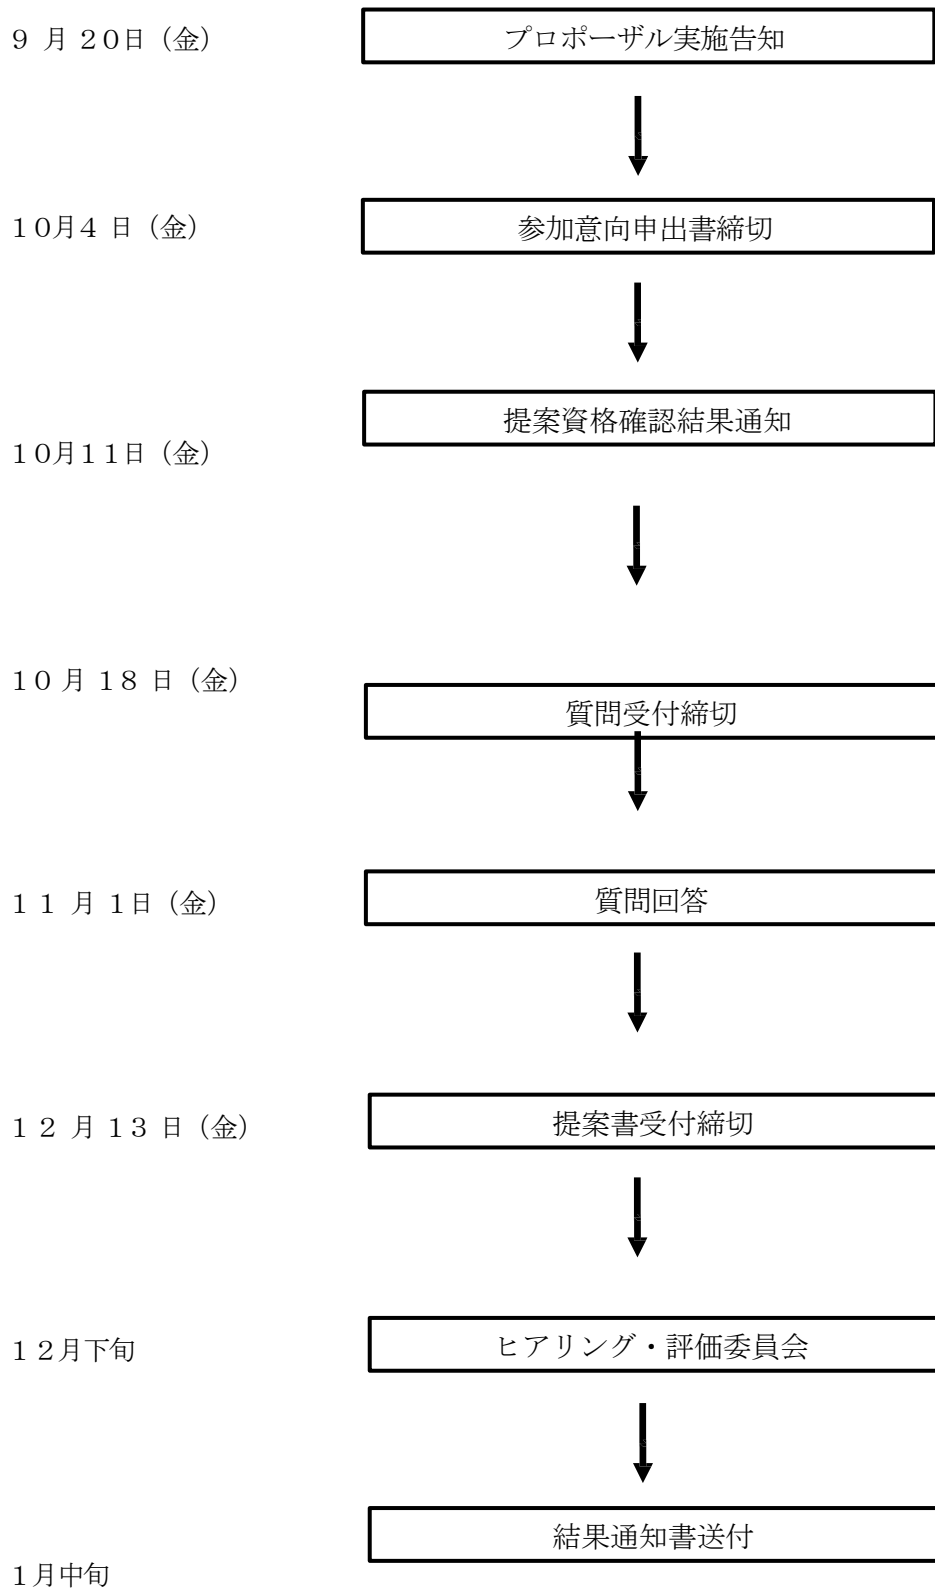 ９ 月２０日（金）
プロポーザル実施告知
１０月４ 日（金）
参加意向申出書締切
提案資格確認結果通知
１０月１１日（金）
１０ 月 １８ 日（金）
質問受付締切
１１ 月 １日（金）
質問回答
１２ 月１３ 日（金）
提案書受付締切
１２月下旬
ヒアリング・評価委員会
結果通知書送付
１月中旬